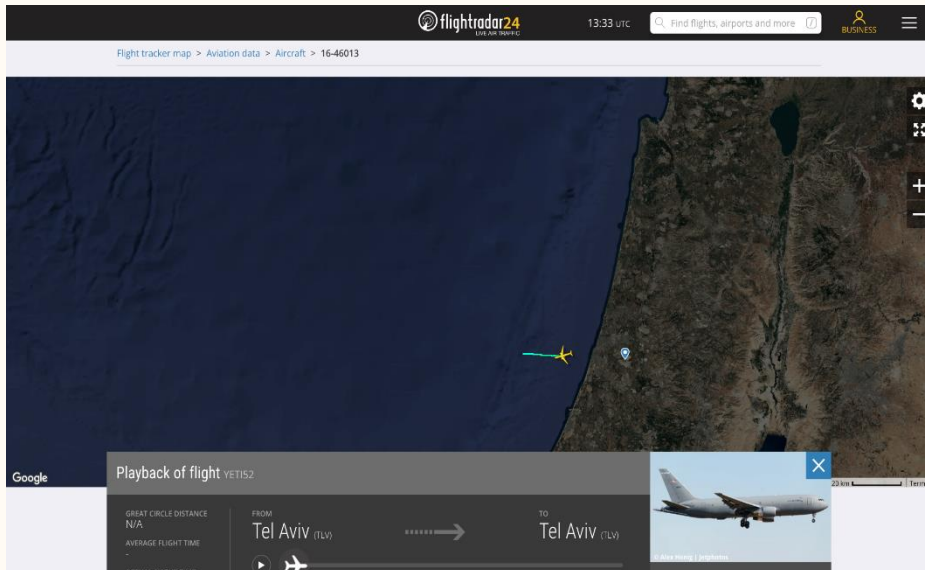 flightradar24
LIVE AIR TRAFFIC
13:33 UTC
Find flights, airports and more
BUSINESS
Flight tracker map > Aviation data > Aircraft > 16-46013
+
−
Google
20 km
Term
Playback of flight YETI52
GREAT CIRCLE DISTANCE
N/A
AVERAGE FLIGHT TIME
-
FROM
Tel Aviv (TLV)
TO
Tel Aviv (TLV)